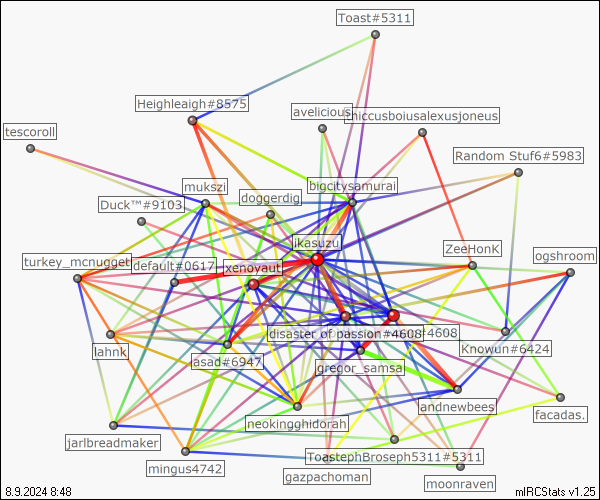 Toast#5311
Heighleaigh#8575
avelicious
thiccusboiusalexusjoneus
tescoroll
Random Stuf6#5983
mukszi
bigcitysamurai
doggerdig
Duck™#9103
ikasuzu
ZeeHonK
ogshroom
turkey_mcnugget
default#0617
xenoyaut
disaster of passion#4608
4608
Knowun#6424
lahnk
asad#6947
gregor_samsai
andnewbees
facadas.
neokingghidorah
jarlbreadmaker
ToastephBroseph5311#5311
mingus4742
gazpachoman
moonraven
8.9.2024 8:48
mIRCStats v1.25